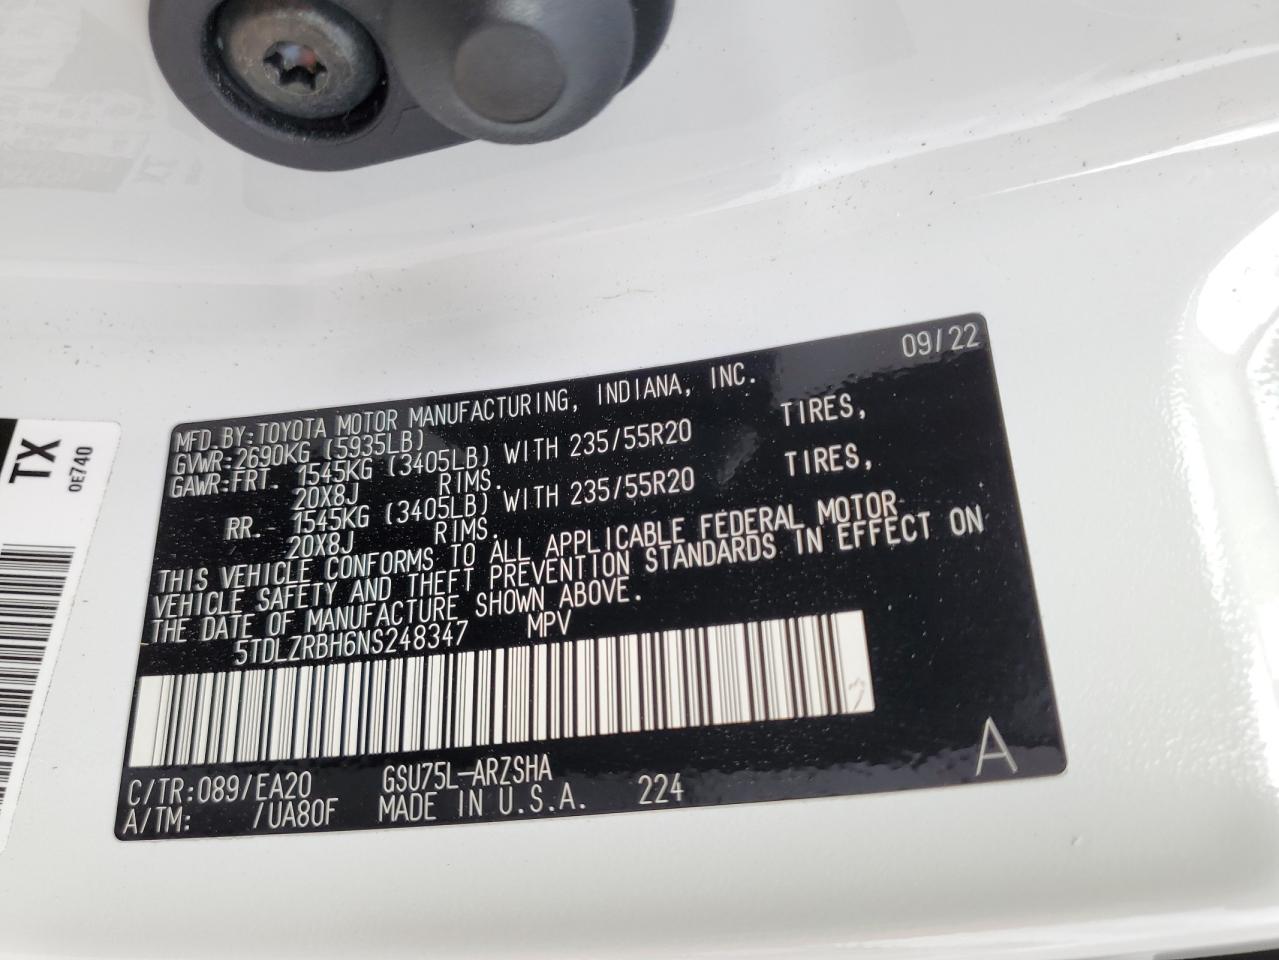 09/22
MFD.BY:TOYOTA MOTOR MANUFACTURING, INDIANA, INC.
GVWR:2690KG (5935LB)
GAWR:FRT. 1545KG (3405LB) WITH 235/55R20 TIRES,
20X8J RIMS.
RR. 1545KG (3405LB) WITH 235/55R20 TIRES,
20X8J RIMS.
THIS VEHICLE CONFORMS TO ALL APPLICABLE FEDERAL MOTOR
VEHICLE SAFETY AND THEFT PREVENTION STANDARDS IN EFFECT ON
THE DATE OF MANUFACTURE SHOWN ABOVE.
5TDLZRBH6NS248347 MPV
C/TR:089/EA20 GSU75L-ARZSHA
A/TM: /UA80F MADE IN U.S.A. 224
A
TX
0E740